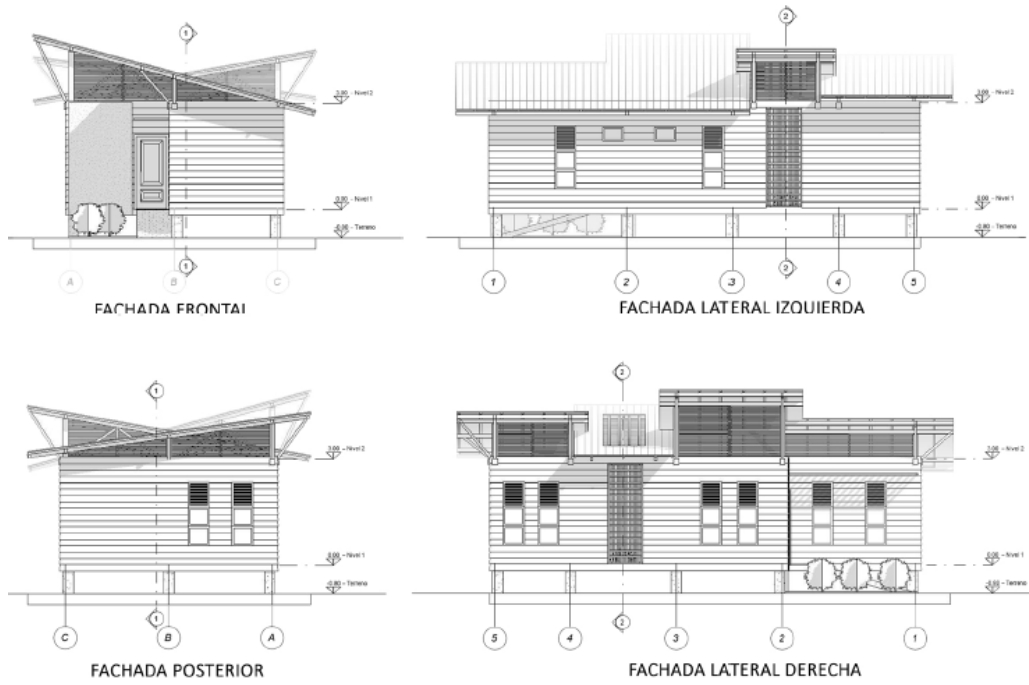 1
2
3.00 - Nivel 2
3.00 - Nivel 2
0.00 - Nivel 1
0.00 - Nivel 1
-0.80 - Terreno
-0.80 - Terreno
1
2
A B C
1 2 3 4 5
FACHADA FRONTAL
FACHADA LATERAL IZQUIERDA
1
2
3.00 - Nivel 2
3.00 - Nivel 2
0.00 - Nivel 1
0.00 - Nivel 1
-0.80 - Terreno
-0.80 - Terreno
1
2
C B A
5 4 3 2 1
FACHADA POSTERIOR
FACHADA LATERAL DERECHA